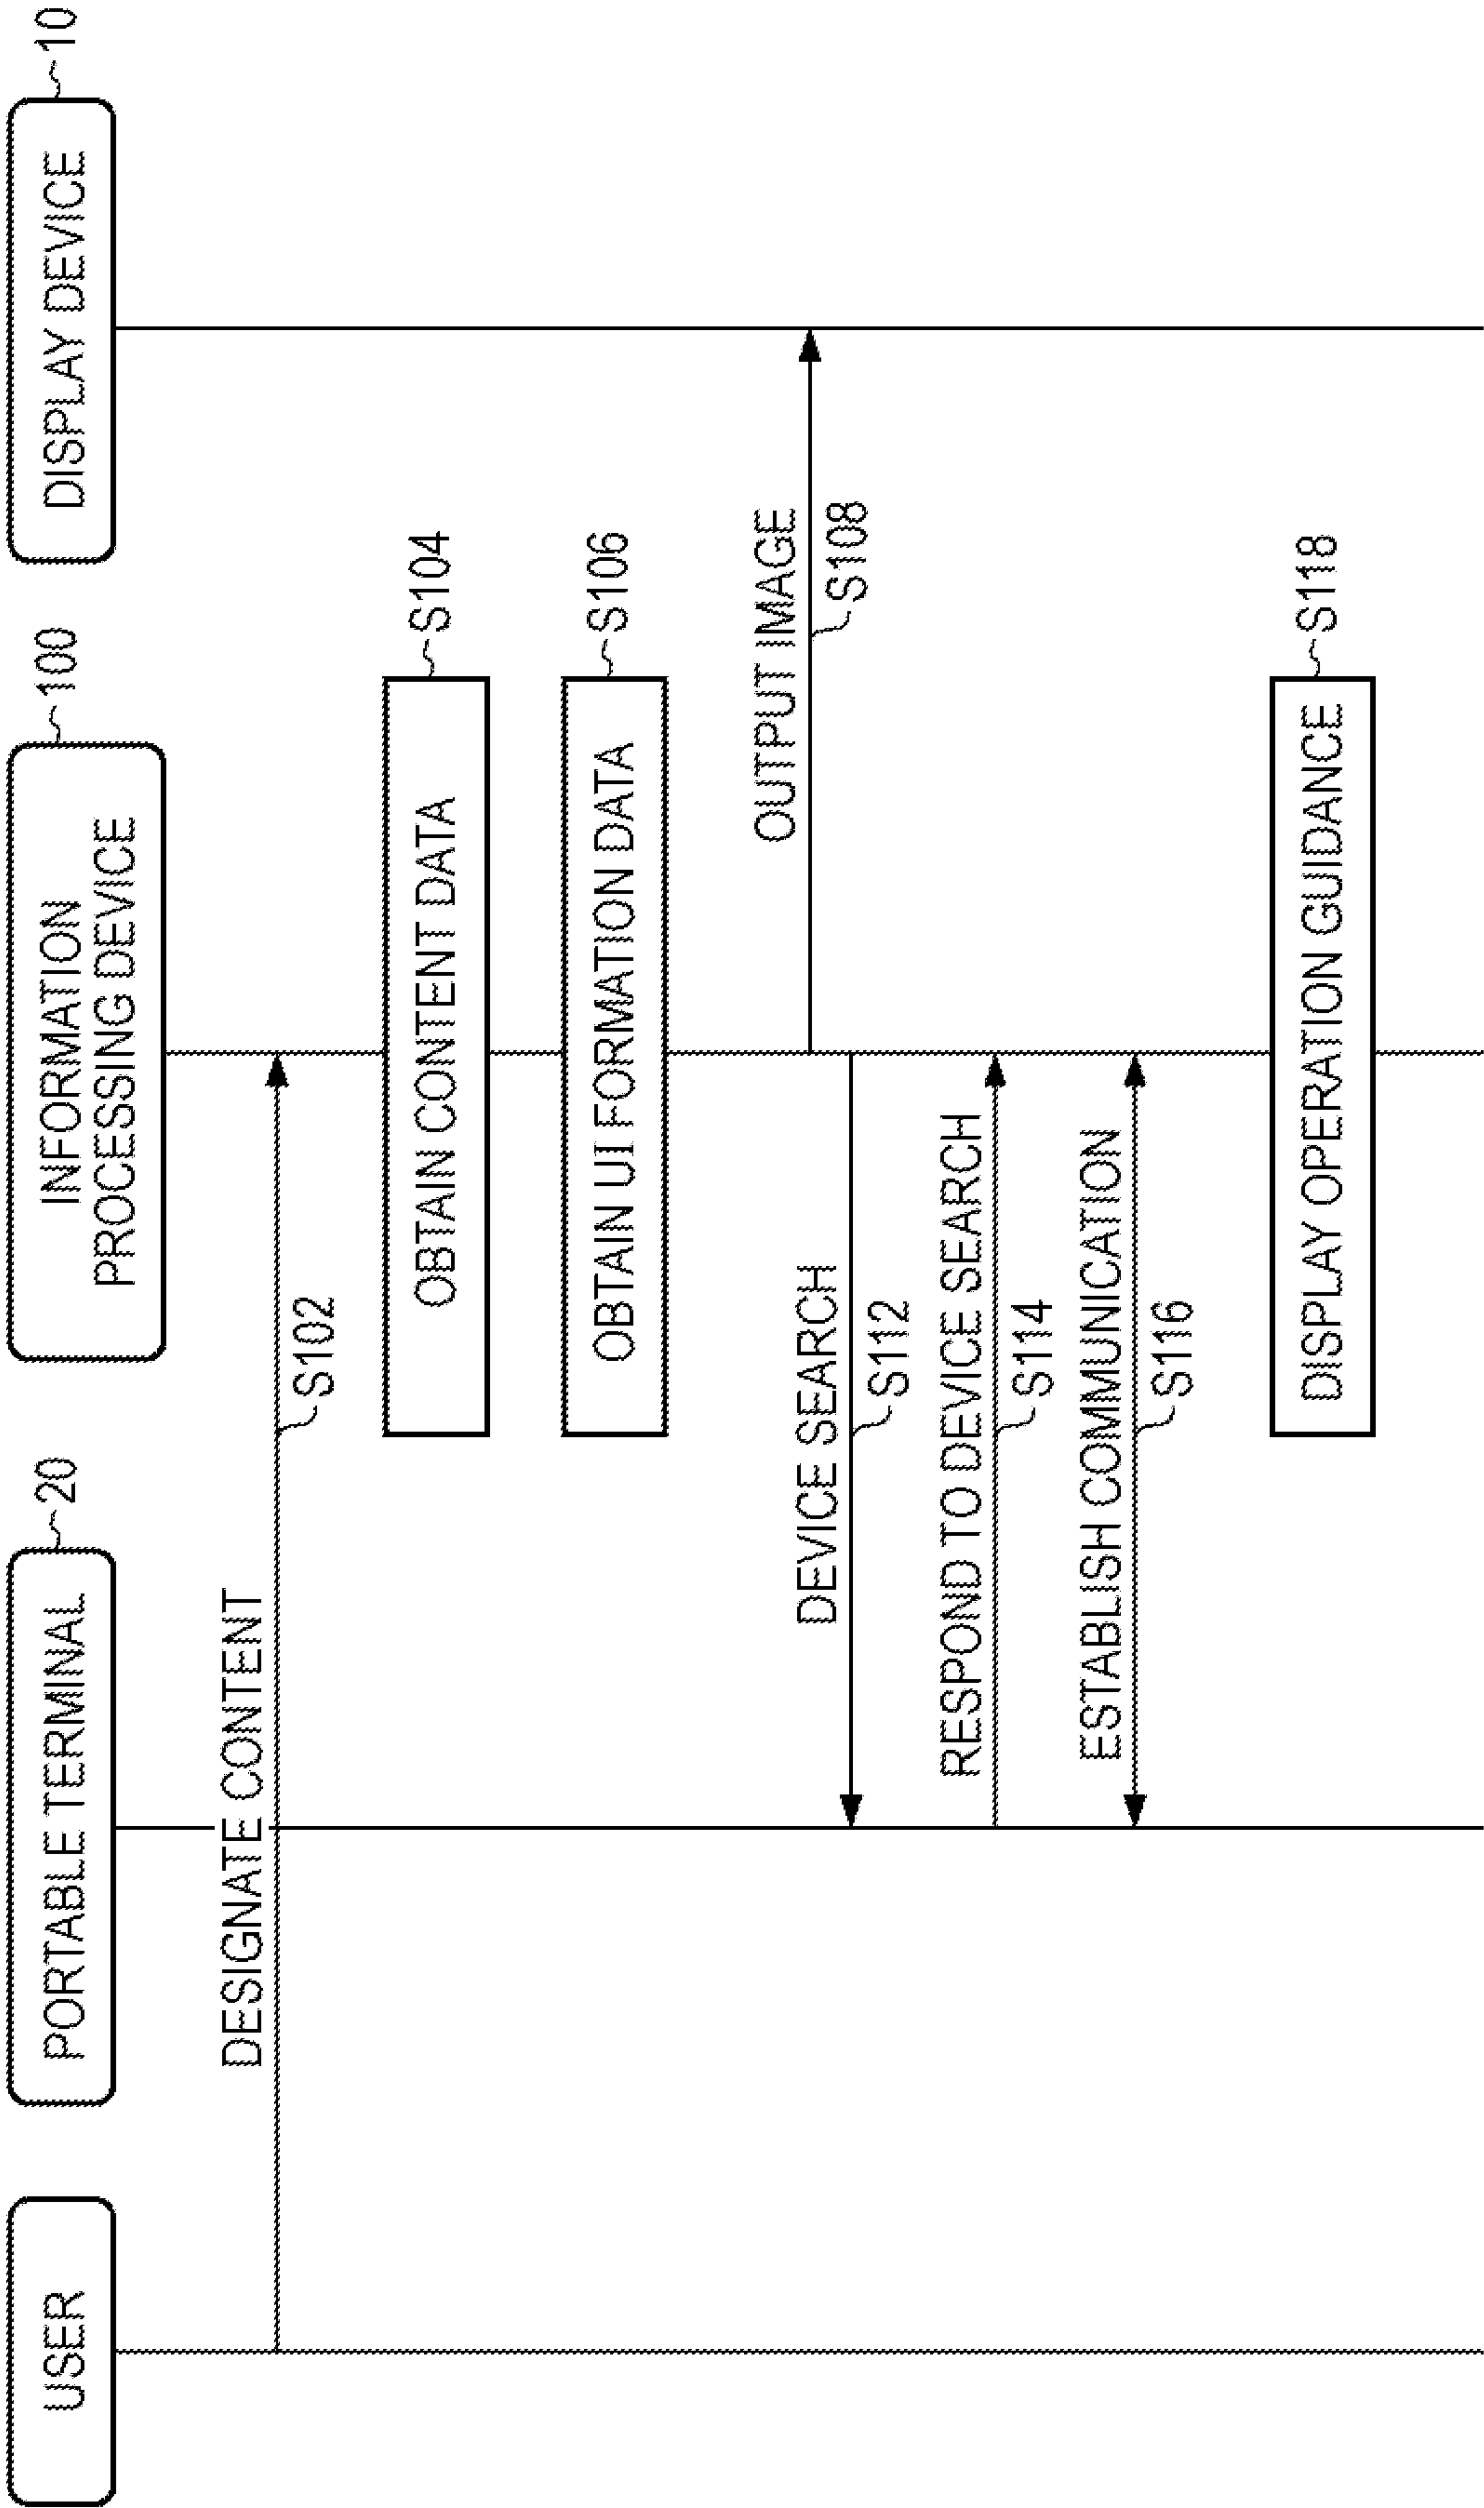 USER
PORTABLE TERMINAL
20
INFORMATION
PROCESSING DEVICE
100
DISPLAY DEVICE
10
DESIGNATE CONTENT
S102
OBTAIN CONTENT DATA
S104
OBTAIN UI FORMATION DATA
S106
OUTPUT IMAGE
S108
DEVICE SEARCH
S112
RESPOND TO DEVICE SEARCH
S114
ESTABLISH COMMUNICATION
S116
DISPLAY OPERATION GUIDANCE
S118